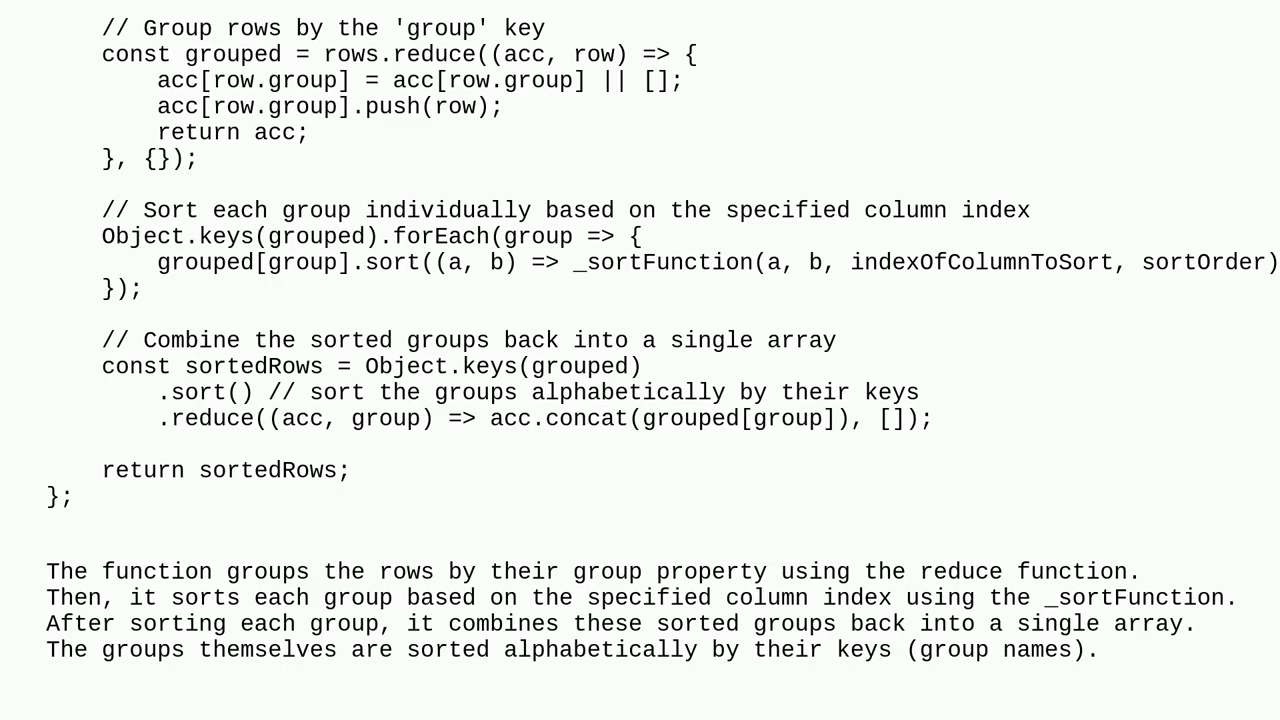 // Group rows by the 'group' key
const grouped = rows.reduce((acc, row) => {
acc[row.group] = acc[row.group] || [];
acc[row.group].push(row);
return acc;
}, {});
// Sort each group individually based on the specified column index
Object.keys(grouped).forEach(group => {
grouped[group].sort((a, b) => _sortFunction(a, b, indexOfColumnToSort, sortOrder)
});
// Combine the sorted groups back into a single array
const sortedRows = Object.keys(grouped)
.sort() // sort the groups alphabetically by their keys
.reduce((acc, group) => acc.concat(grouped[group]), []);
return sortedRows;
};
The function groups the rows by their group property using the reduce function.
Then, it sorts each group based on the specified column index using the _sortFunction.
After sorting each group, it combines these sorted groups back into a single array.
The groups themselves are sorted alphabetically by their keys (group names).